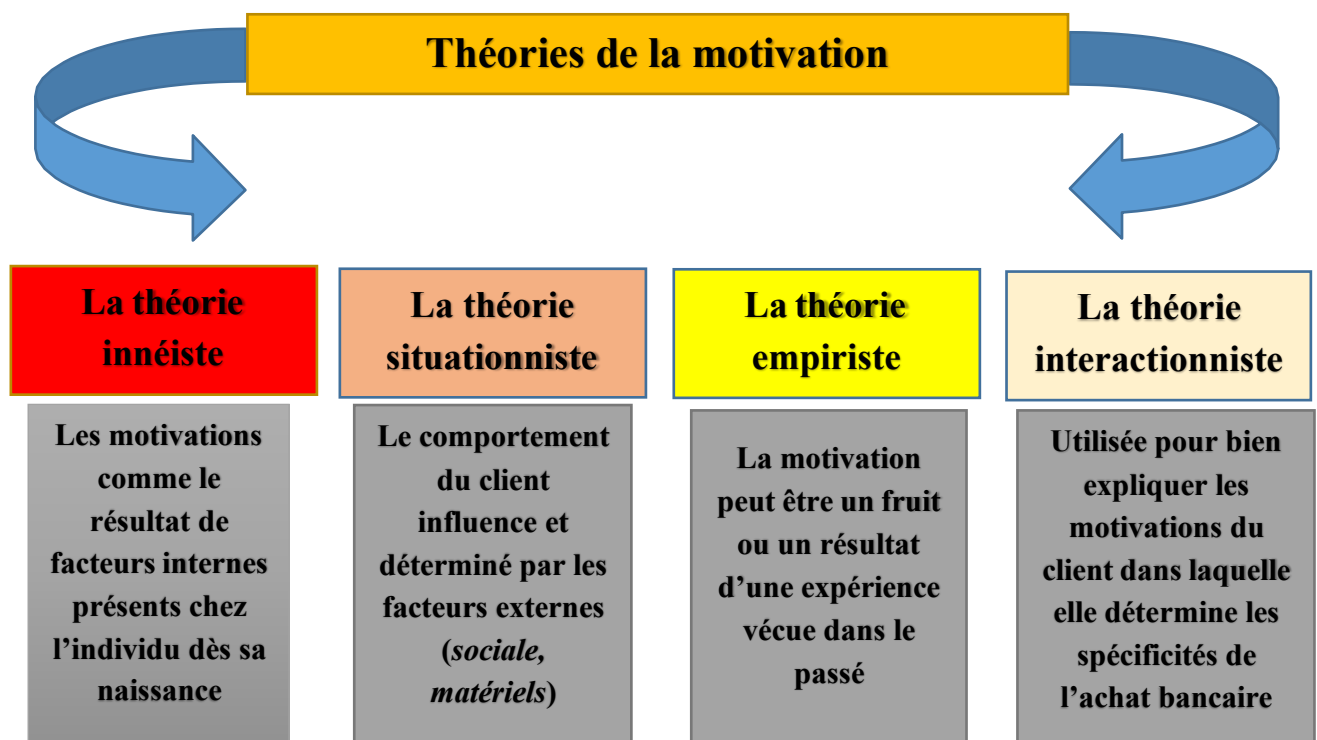 Théories de la motivation
La théorie
innéiste
Les motivations
comme le
résultat de
facteurs internes
présents chez
l’individu dès sa
naissance
La théorie
situationniste
Le comportement
du client
influence et
déterminé par les
facteurs externes
(sociale,
matériels)
La théorie
empiriste
La motivation
peut être un fruit
ou un résultat
d’une expérience
vécue dans le
passé
La théorie
interactionniste
Utilisée pour bien
expliquer les
motivations du
client dans laquelle
elle détermine les
spécificités de
l’achat bancaire